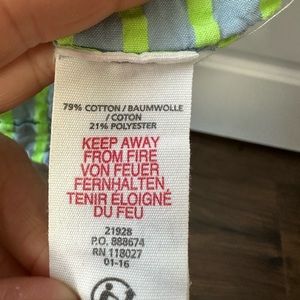 79% COTTON / BAUMWOLLE
/ COTON
21% POLYESTER
KEEP AWAY
FROM FIRE
VON FEUER
FERNHALTEN
TENIR ÉLOIGNÉ
DU FEU
21928
P.O. 888674
RN 118027
01-16